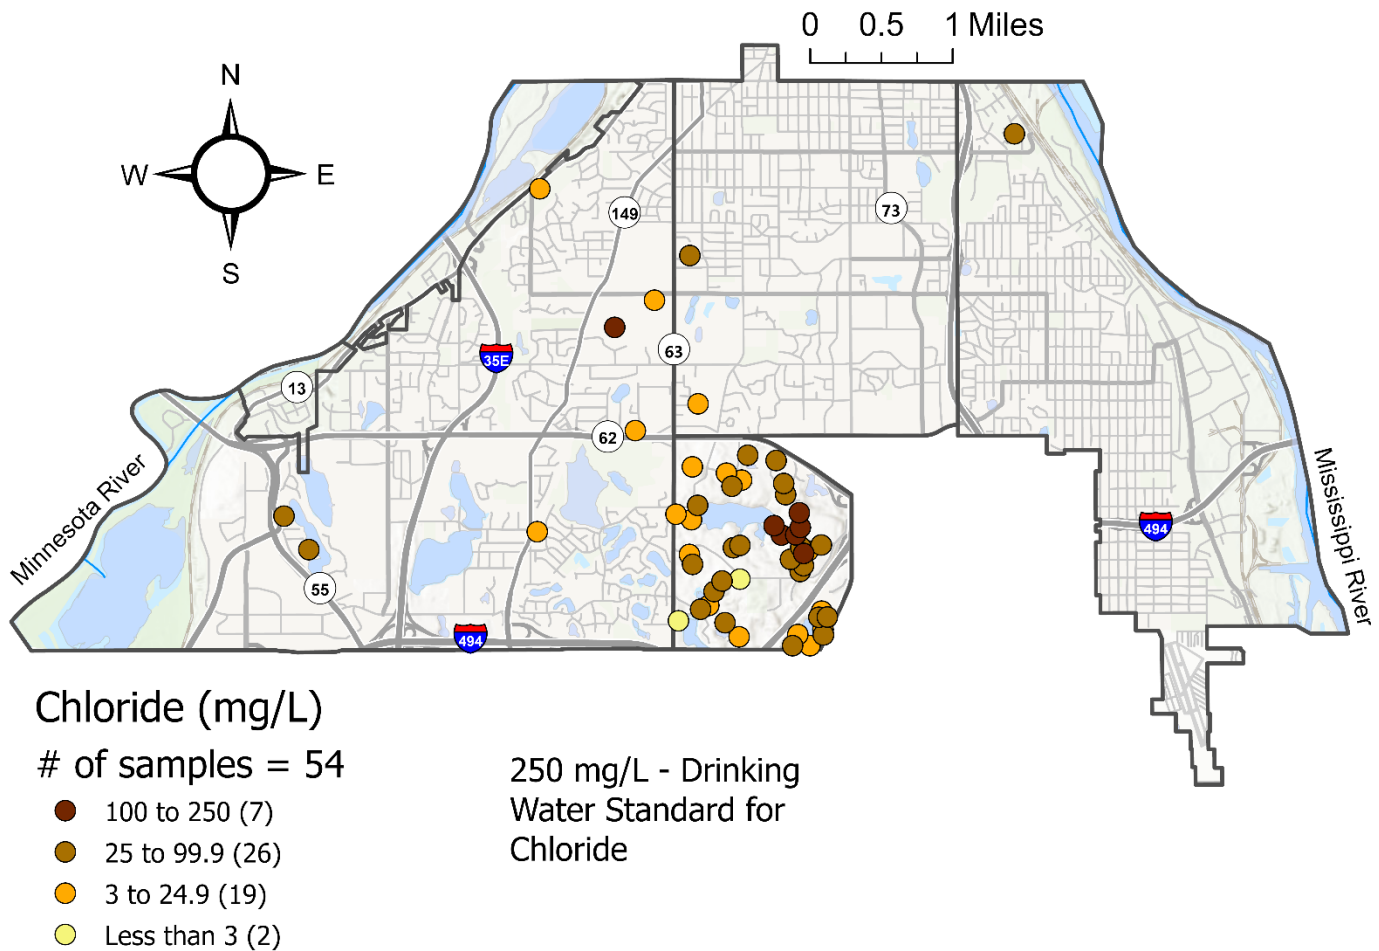 0 0.5 1 Miles
N
W E
S
149
73
35E
63
13
62
Minnesota River
Mississippi River
494
55
494
Chloride (mg/L)
# of samples = 54
100 to 250 (7)
25 to 99.9 (26)
3 to 24.9 (19)
Less than 3 (2)
250 mg/L - Drinking
Water Standard for
Chloride